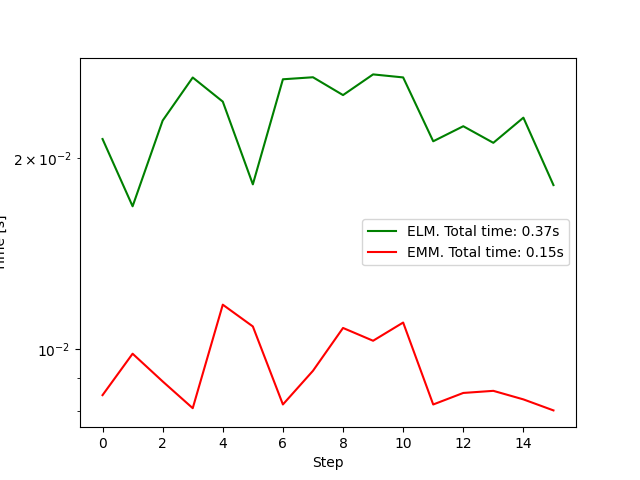 2 × 10⁻²
10⁻²
Time [s]
ELM. Total time: 0.37s
EMM. Total time: 0.15s
0 2 4 6 8 10 12 14
Step